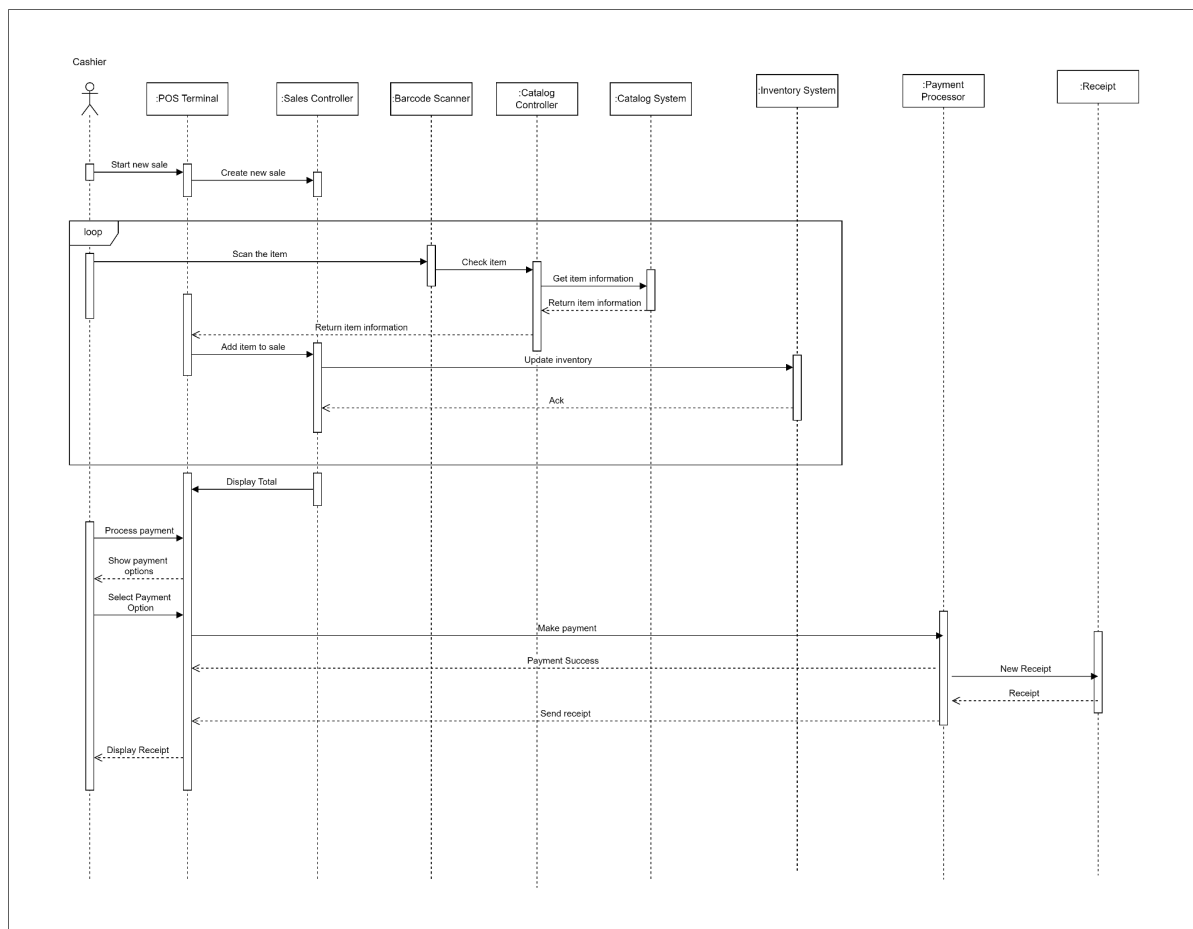 Cashier
:POS Terminal
:Sales Controller
:Barcode Scanner
:Catalog
Controller
:Catalog System
:Inventory System
:Payment
Processor
:Receipt
Start new sale
Create new sale
loop
Scan the item
Check item
Get item information
Return item information
Return item information
Add item to sale
Update inventory
Ack
Display Total
Process payment
Show payment
options
Select Payment
Option
Make payment
Payment Success
New Receipt
Receipt
Send receipt
Display Receipt